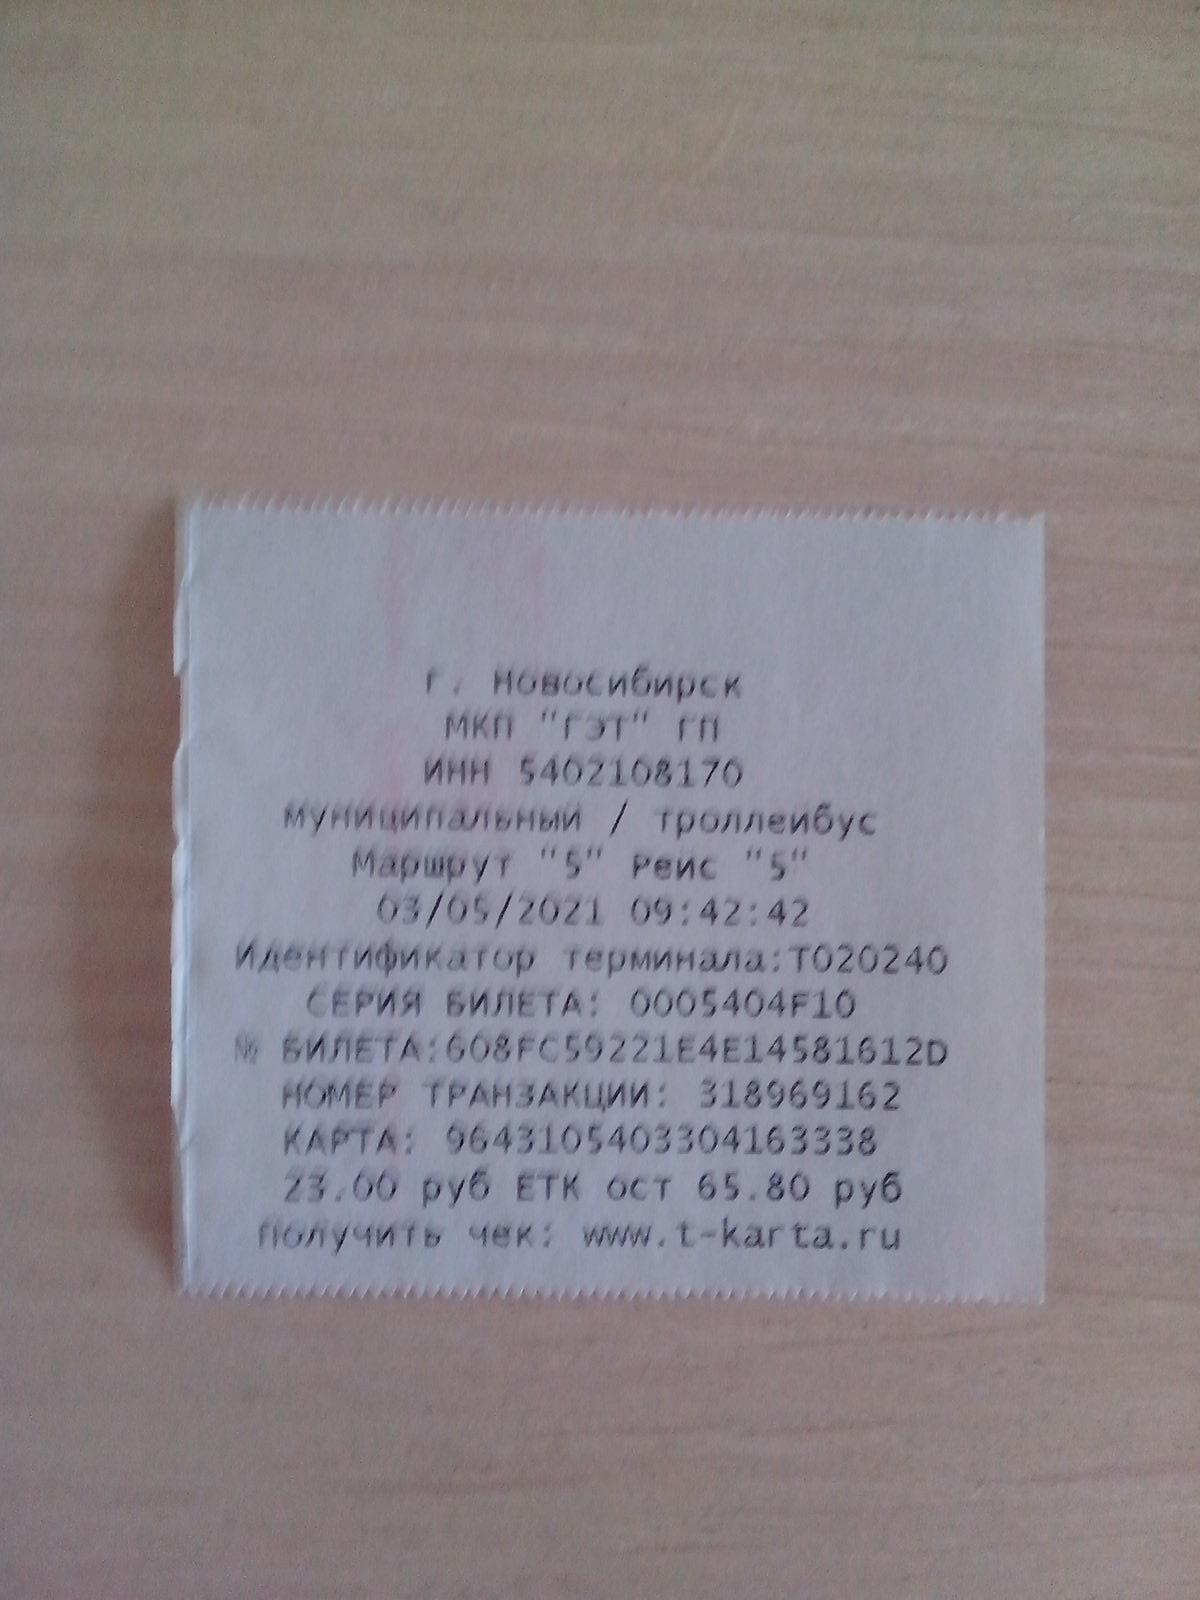 г. Новосибирск
МКП "ГЭТ" ГП
ИНН 5402108170
муниципальный / троллейбус
Маршрут "5" Рейс "5"
03/05/2021 09:42:42
Идентификатор терминала:T020240
СЕРИЯ БИЛЕТА: 0005404F10
№ БИЛЕТА:608FC59221E4E14581612D
НОМЕР ТРАНЗАКЦИИ: 318969162
КАРТА: 9643105403304163338
23.00 руб ЕТК ост 65.80 руб
Получить чек: www.t-karta.ru